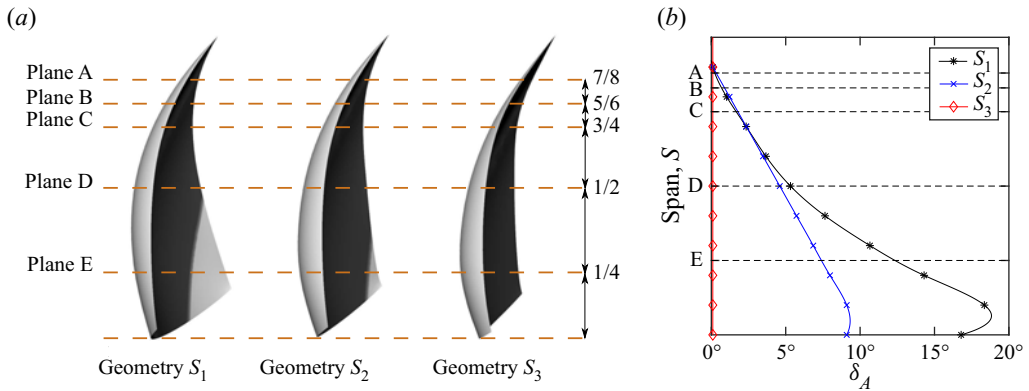 (a)
Plane A
Plane B
Plane C
Plane D
Plane E
7/8
5/6
3/4
1/2
1/4
Geometry S1
Geometry S2
Geometry S3
(b)
Span, S
A
B
C
D
E
S1
S2
S3
0° 5° 10° 15° 20°
δA